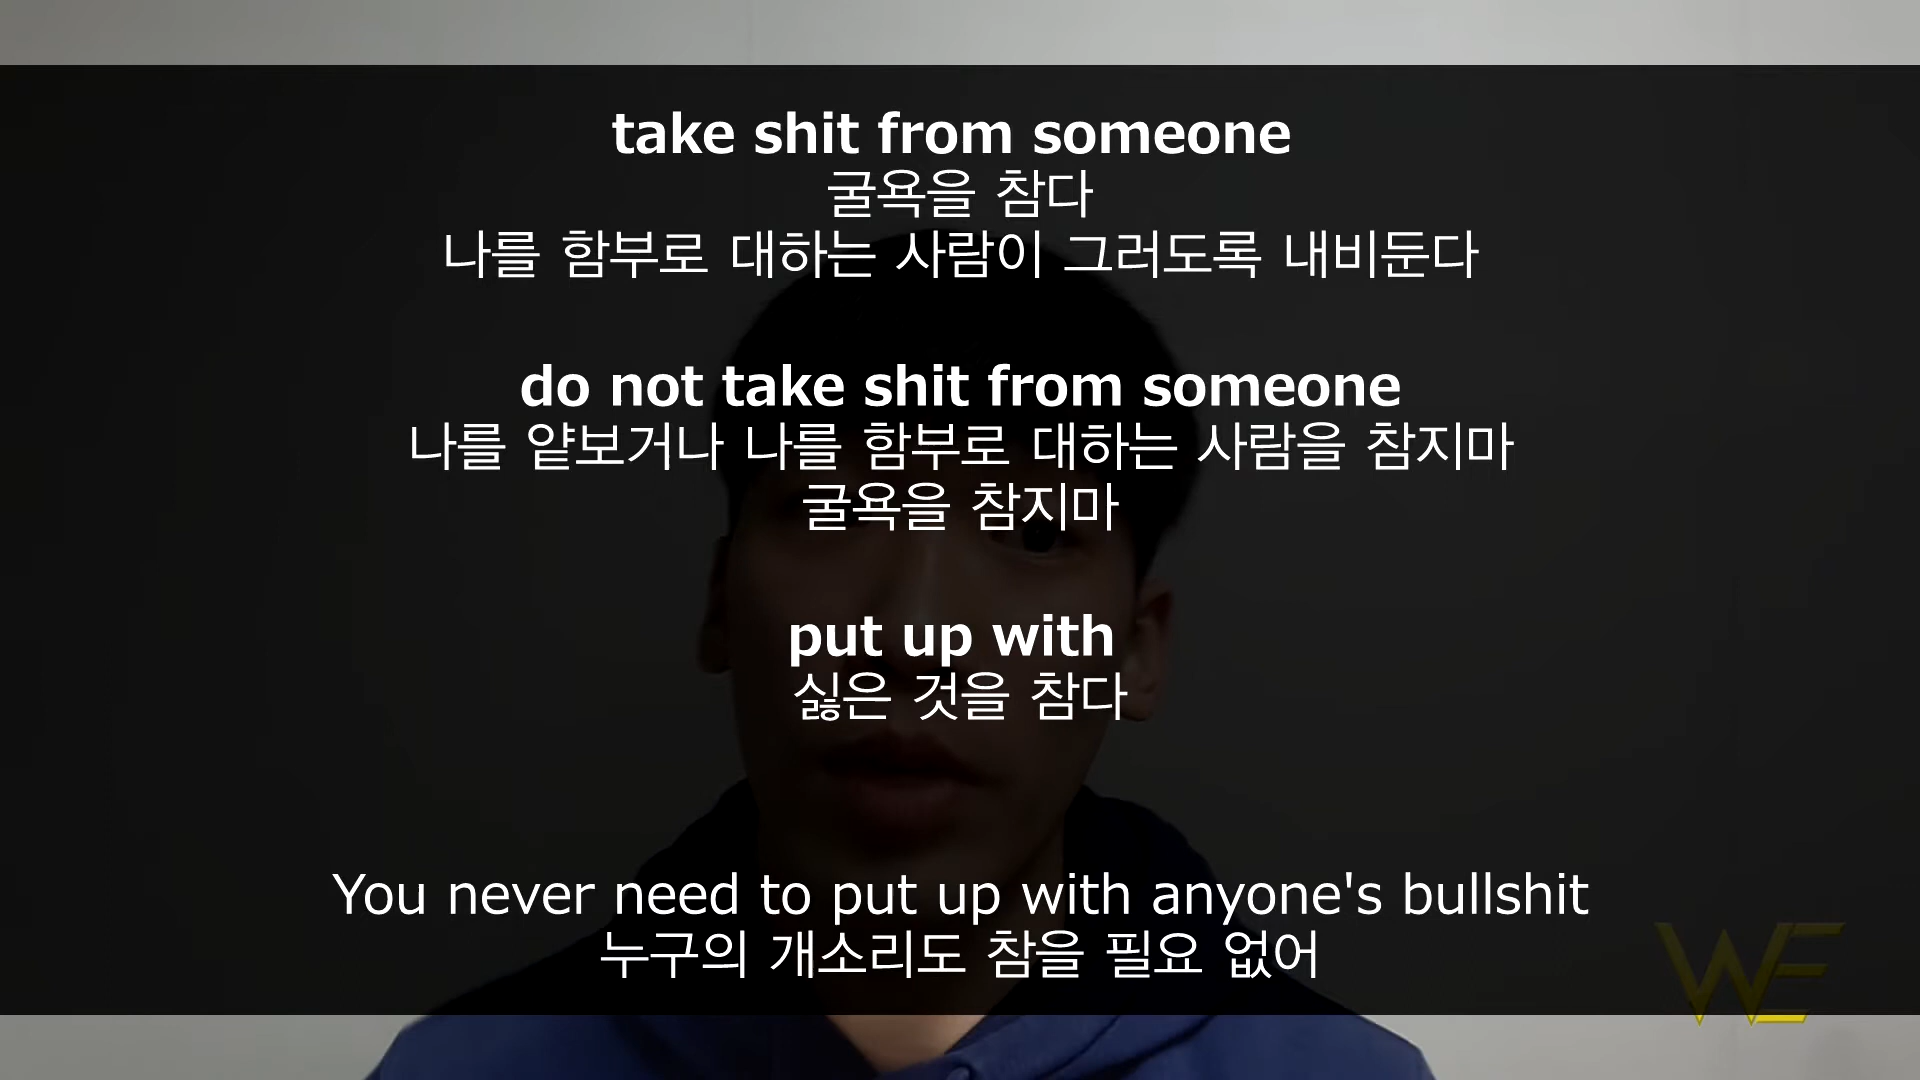 take shit from someone
굴욕을 참다
나를 함부로 대하는 사람이 그러도록 내비둔다
do not take shit from someone
나를 얕보거나 나를 함부로 대하는 사람을 참지마
굴욕을 참지마
put up with
싫은 것을 참다
You never need to put up with anyone's bullshit
누구의 개소리도 참을 필요 없어
WE